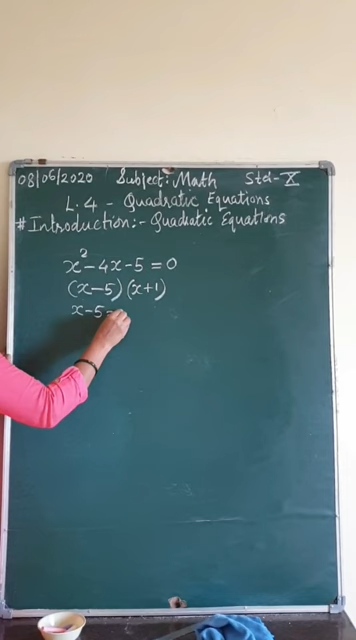 08/06/2020 Subject: Math Std-X
L.4 - Quadratic Equations
# Introduction:- Quadratic Equations
x² - 4x - 5 = 0
(x-5)(x+1)
x-5=